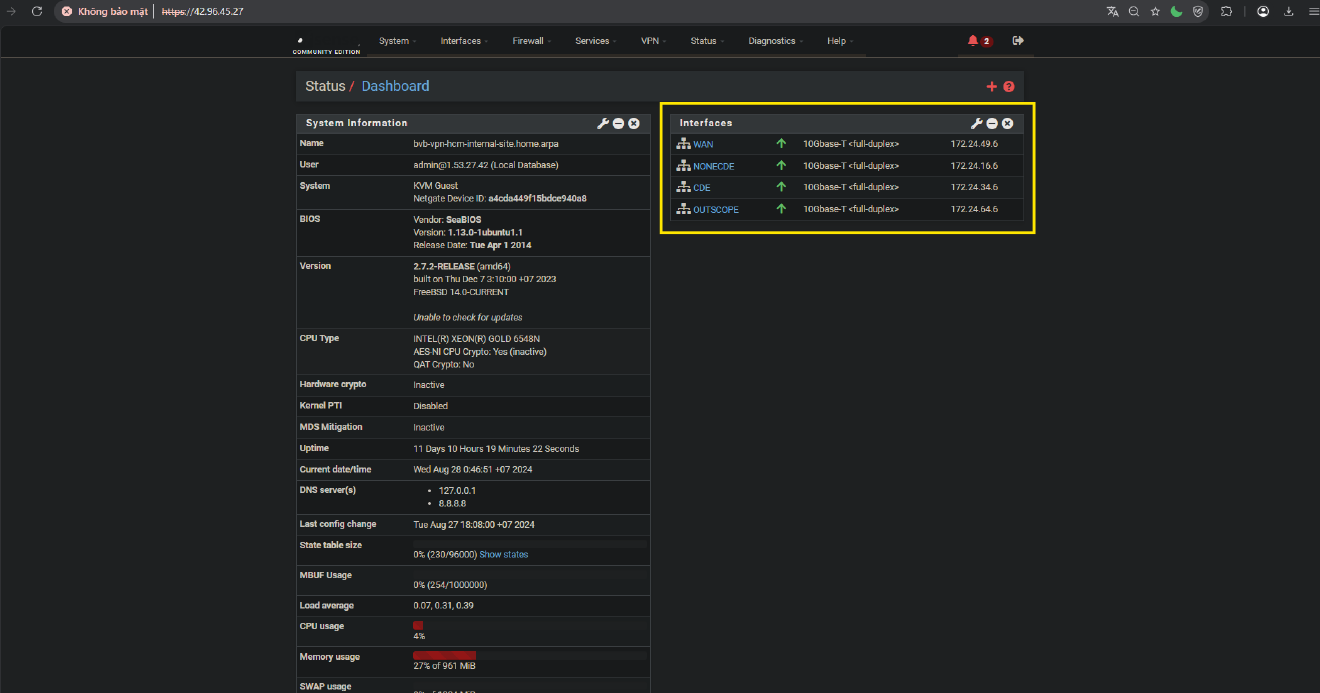 Không bảo mật https://42.96.45.27
COMMUNITY EDITION System Interfaces Firewall Services VPN Status Diagnostics Help 2
Status / Dashboard
System Information
Name bvb-vpn-hcm-internal-site.home.arpa
User admin@1.53.27.42 (Local Database)
System KVM Guest
Netgate Device ID: a4cda449f15bdce940a8
BIOS Vendor: SeaBIOS
Version: 1.13.0-1ubuntu1.1
Release Date: Tue Apr 1 2014
Version 2.7.2-RELEASE (amd64)
built on Thu Dec 7 3:10:00 +07 2023
FreeBSD 14.0-CURRENT
Unable to check for updates
CPU Type INTEL(R) XEON(R) GOLD 6548N
AES-NI CPU Crypto: Yes (inactive)
QAT Crypto: No
Hardware crypto Inactive
Kernel PTI Disabled
MDS Mitigation Inactive
Uptime 11 Days 10 Hours 19 Minutes 22 Seconds
Current date/time Wed Aug 28 0:46:51 +07 2024
DNS server(s)
• 127.0.0.1
• 8.8.8.8
Last config change Tue Aug 27 18:08:00 +07 2024
State table size
0% (230/96000) Show states
MBUF Usage
0% (254/1000000)
Load average 0.07, 0.31, 0.39
CPU usage
4%
Memory usage
27% of 961 MiB
SWAP usage
Interfaces
WAN 10Gbase-T <full-duplex> 172.24.49.6
NONECDE 10Gbase-T <full-duplex> 172.24.16.6
CDE 10Gbase-T <full-duplex> 172.24.34.6
OUTSCOPE 10Gbase-T <full-duplex> 172.24.64.6